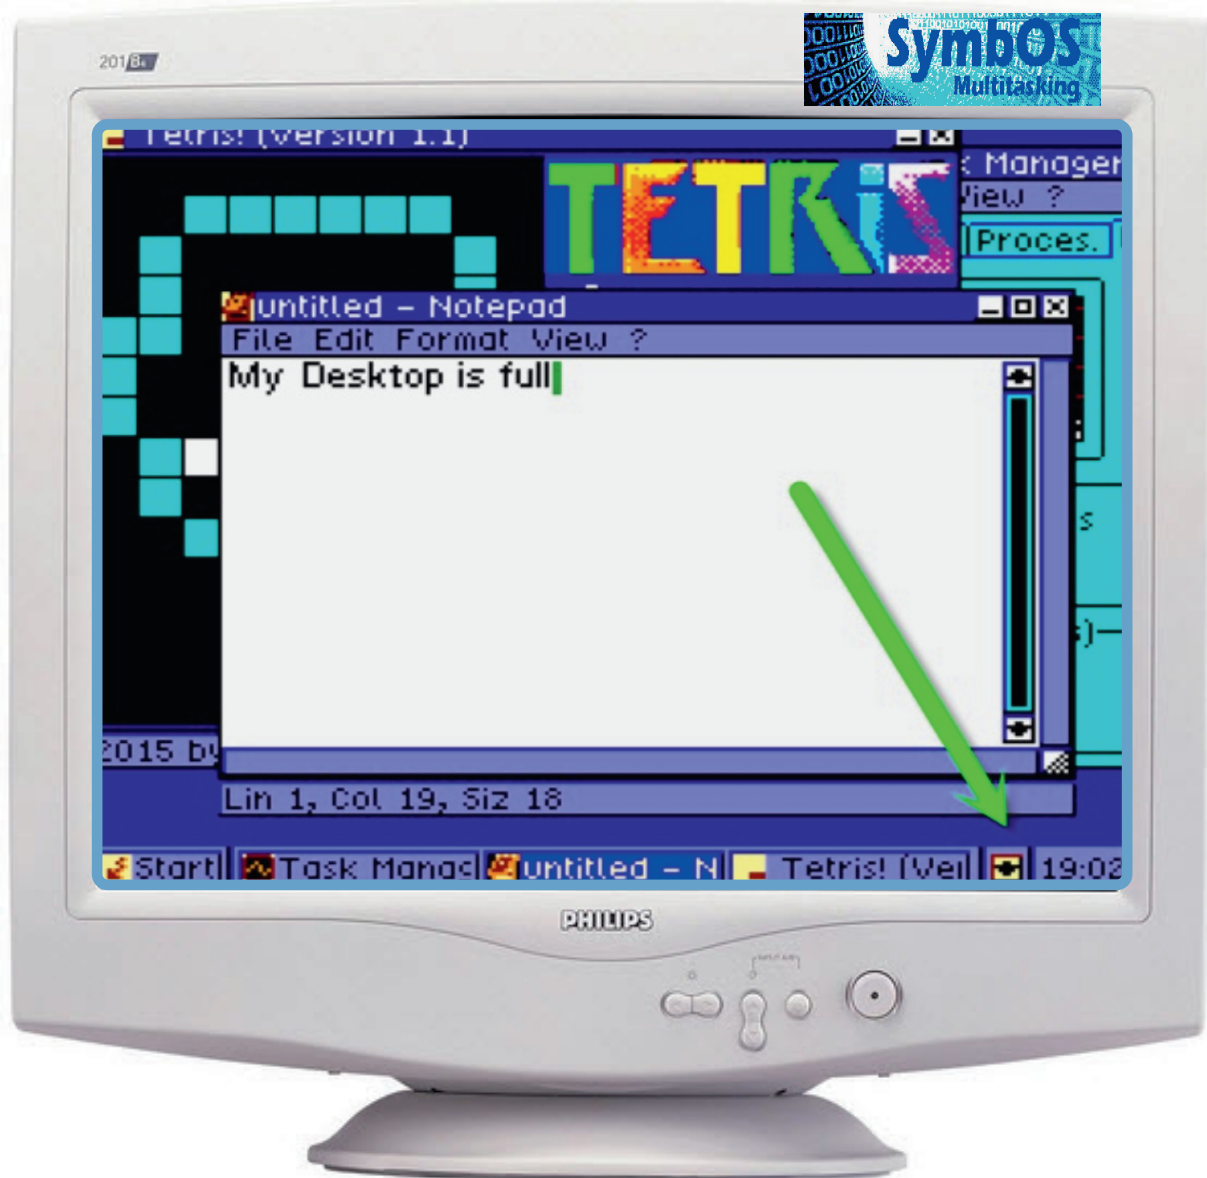 201B
SymbOS
Multitasking
Tetris! (Version 1.1)
TETRiS
k Manager
View ?
Proces.
untitled – Notepad
File Edit Format View ?
My Desktop is full
s
s)
2015 by
Lin 1, Col 19, Siz 18
Start
Task Manag
untitled – N
Tetris! (Ver
19:02
PHILIPS